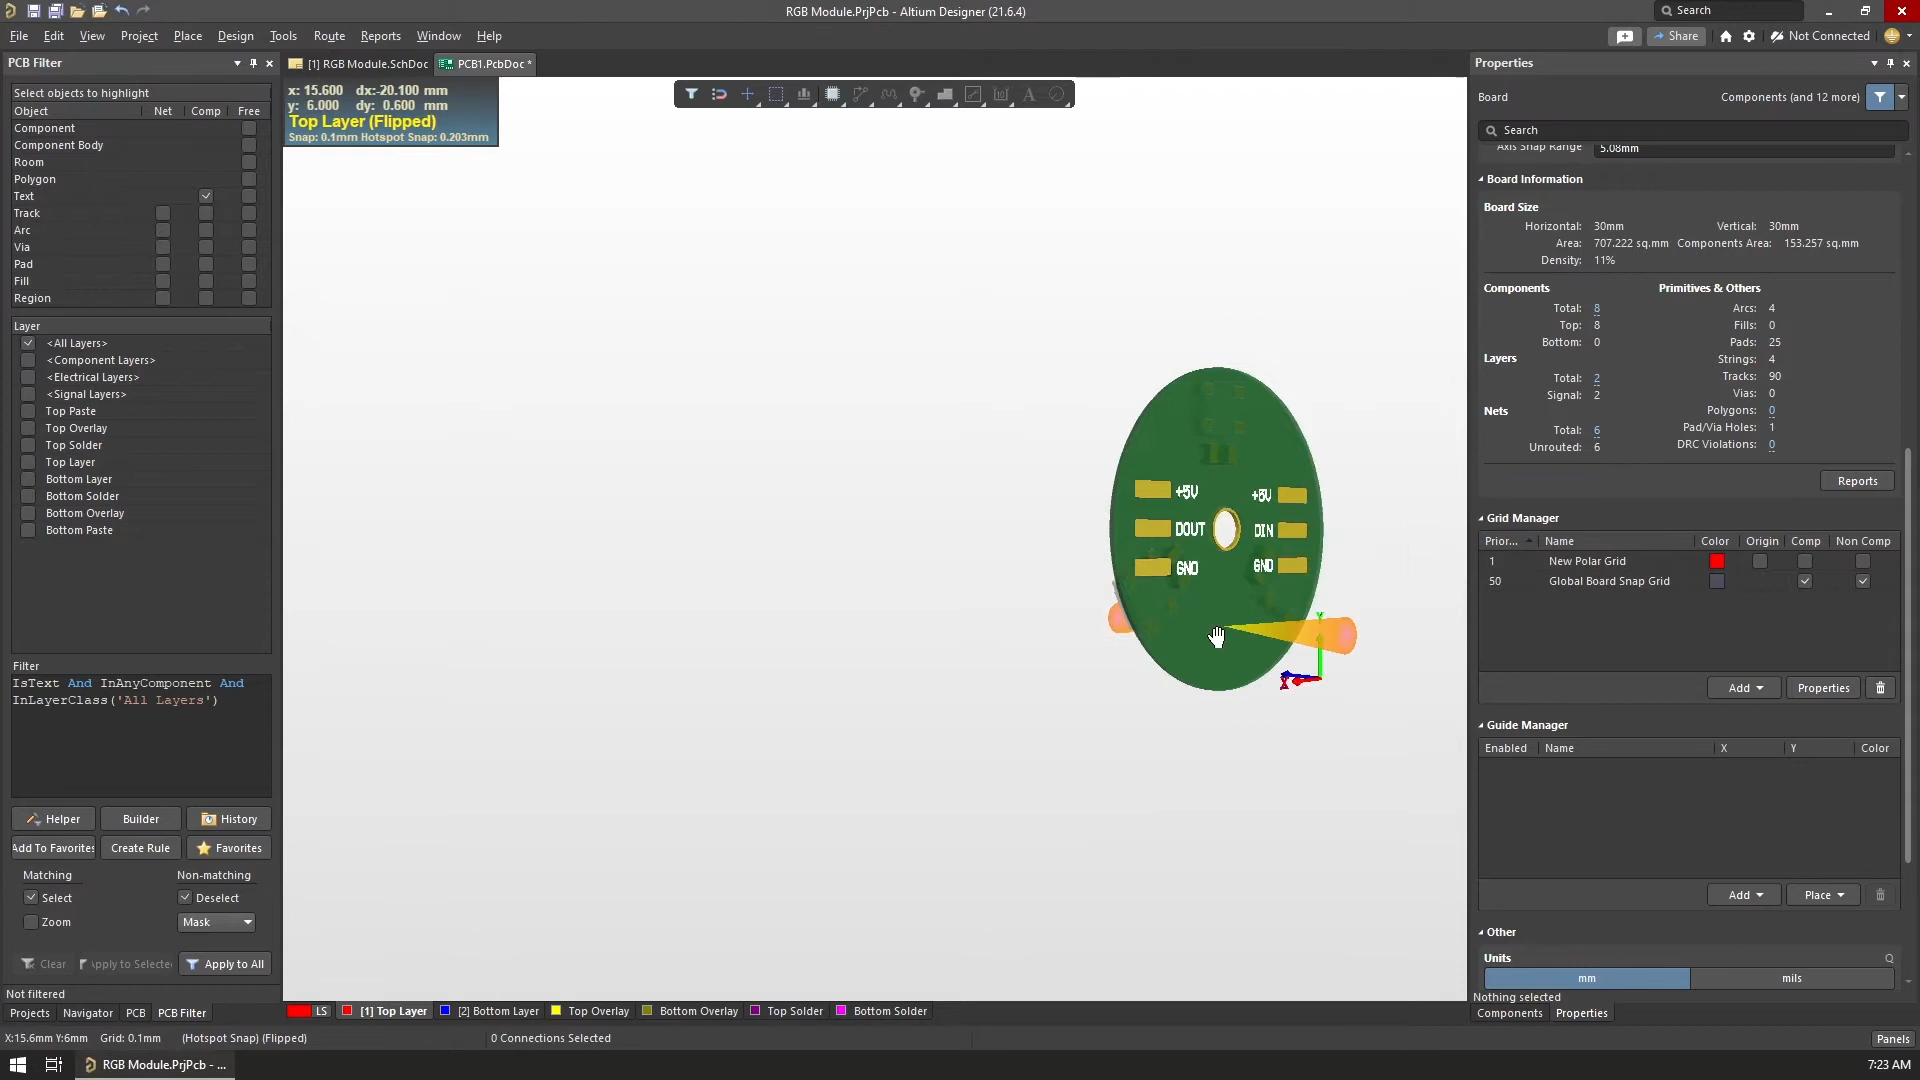 RGB Module.PrjPcb - Altium Designer (21.6.4)
Search
File Edit View Project Place Design Tools Route Reports Window Help
Share
Not Connected
PCB Filter
[1] RGB Module.SchDoc
PCB1.PcbDoc *
Properties
Select objects to highlight
Object Net Comp Free
Component
Component Body
Room
Polygon
Text
Track
Arc
Via
Pad
Fill
Region
Layer
<All Layers>
<Component Layers>
<Electrical Layers>
<Signal Layers>
Top Paste
Top Overlay
Top Solder
Top Layer
Bottom Layer
Bottom Solder
Bottom Overlay
Bottom Paste
Filter
IsText And InAnyComponent And
InLayerClass('All Layers')
Helper Builder History
Add To Favorites Create Rule Favorites
Matching Non-matching
Select Deselect
Zoom Mask
Clear Apply to Selected Apply to All
Not filtered
Projects Navigator PCB PCB Filter
x: 15.600 dx:-20.100 mm
y: 6.000 dy: 0.600 mm
Top Layer (Flipped)
Snap: 0.1mm Hotspot Snap: 0.203mm
+5V +5V
DOUT DIN
GND GND
Y
X
LS [1] Top Layer [2] Bottom Layer Top Overlay Bottom Overlay Top Solder Bottom Solder
Board Components (and 12 more)
Search
Axis Snap Range 5.08mm
Board Information
Board Size
Horizontal: 30mm Vertical: 30mm
Area: 707.222 sq.mm Components Area: 153.257 sq.mm
Density: 11%
Components
Total: 8
Top: 8
Bottom: 0
Layers
Total: 2
Signal: 2
Nets
Total: 6
Unrouted: 6
Primitives & Others
Arcs: 4
Fills: 0
Pads: 25
Strings: 4
Tracks: 90
Vias: 0
Polygons: 0
Pad/Via Holes: 1
DRC Violations: 0
Reports
Grid Manager
Prior... Name Color Origin Comp Non Comp
1 New Polar Grid
50 Global Board Snap Grid
Add Properties
Guide Manager
Enabled Name X Y Color
Add Place
Other
Units
mm mils
Nothing selected
Components Properties
X:15.6mm Y:6mm Grid: 0.1mm (Hotspot Snap) (Flipped) 0 Connections Selected
Panels
RGB Module.PrjPcb - ...
7:23 AM